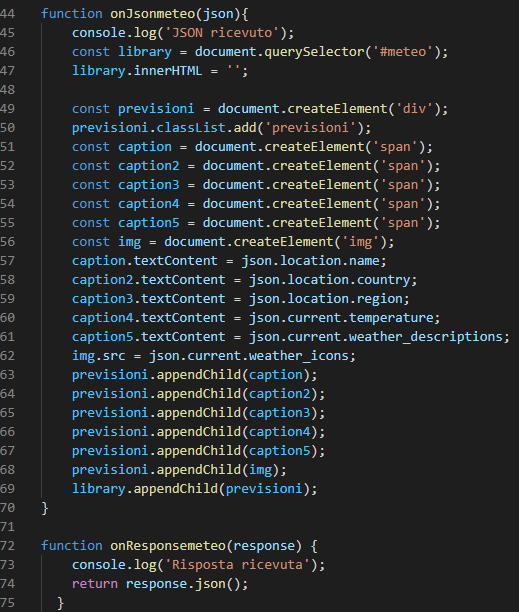 44 function onJsonmeteo(json){
45     console.log('JSON ricevuto');
46     const library = document.querySelector('#meteo');
47     library.innerHTML = '';
48
49     const previsioni = document.createElement('div');
50     previsioni.classList.add('previsioni');
51     const caption = document.createElement('span');
52     const caption2 = document.createElement('span');
53     const caption3 = document.createElement('span');
54     const caption4 = document.createElement('span');
55     const caption5 = document.createElement('span');
56     const img = document.createElement('img');
57     caption.textContent = json.location.name;
58     caption2.textContent = json.location.country;
59     caption3.textContent = json.location.region;
60     caption4.textContent = json.current.temperature;
61     caption5.textContent = json.current.weather_descriptions;
62     img.src = json.current.weather_icons;
63     previsioni.appendChild(caption);
64     previsioni.appendChild(caption2);
65     previsioni.appendChild(caption3);
66     previsioni.appendChild(caption4);
67     previsioni.appendChild(caption5);
68     previsioni.appendChild(img);
69     library.appendChild(previsioni);
70 }
71
72 function onResponsemeteo(response) {
73     console.log('Risposta ricevuta');
74     return response.json();
75   }